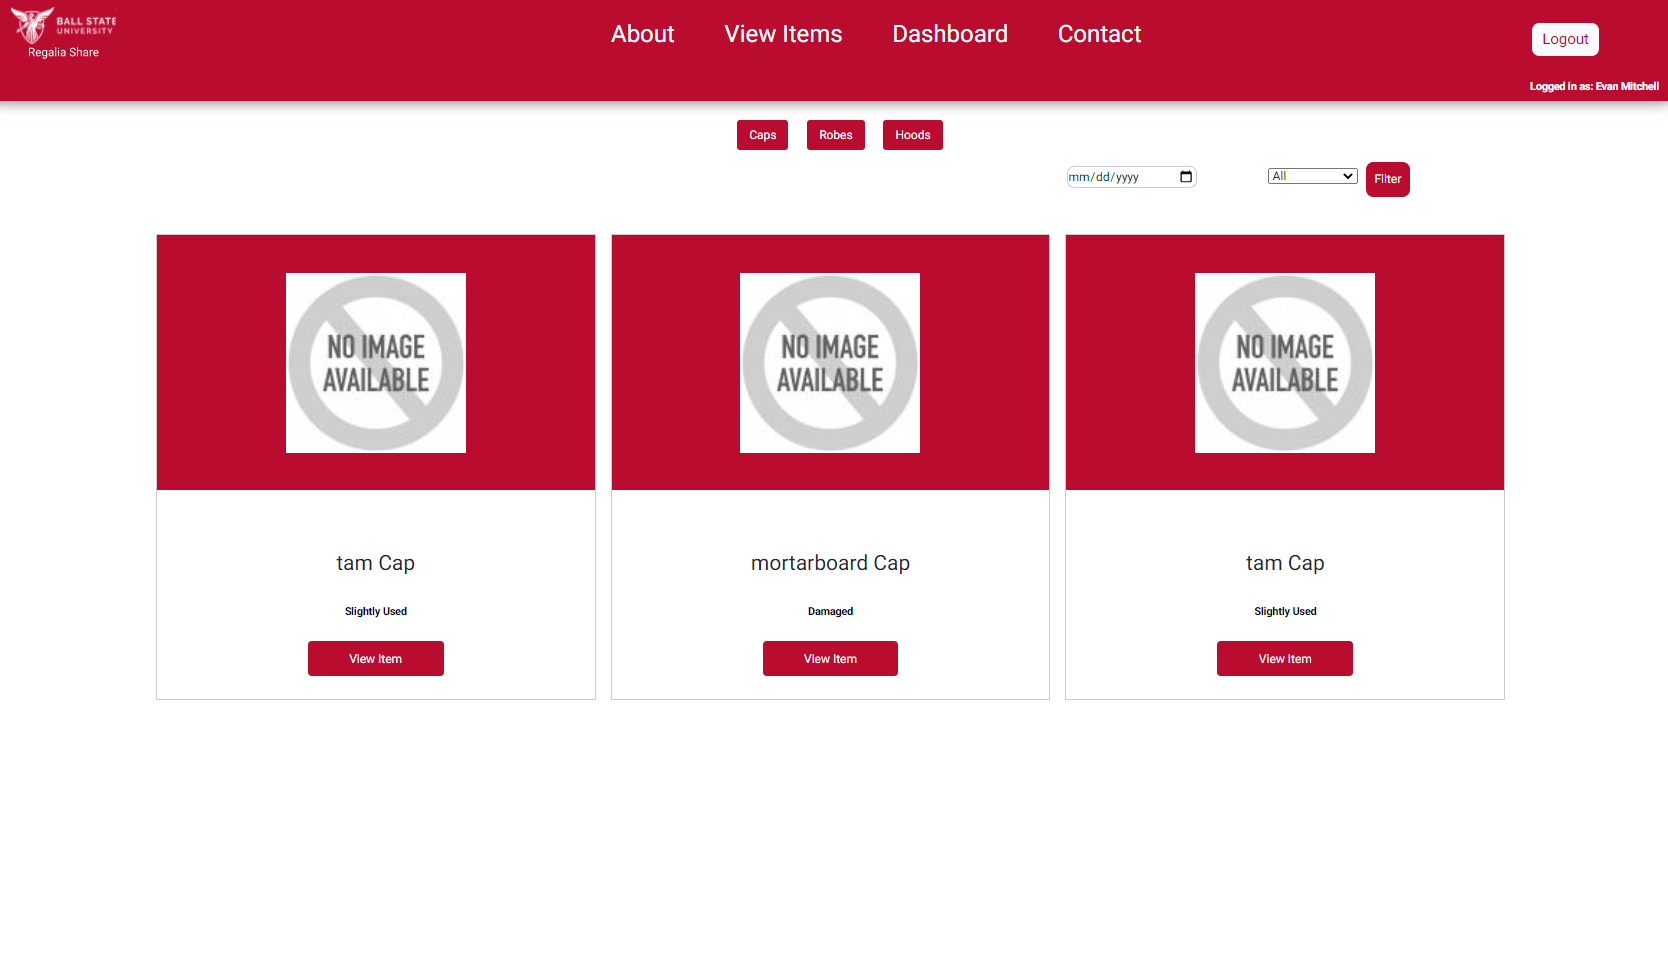 BALL STATE
UNIVERSITY
Regalia Share
About
View Items
Dashboard
Contact
Logout
Logged in as: Evan Mitchell
Caps
Robes
Hoods
mm/dd/yyyy
All
Filter
NO IMAGE
AVAILABLE
NO IMAGE
AVAILABLE
NO IMAGE
AVAILABLE
tam Cap
mortarboard Cap
tam Cap
Slightly Used
Damaged
Slightly Used
View Item
View Item
View Item